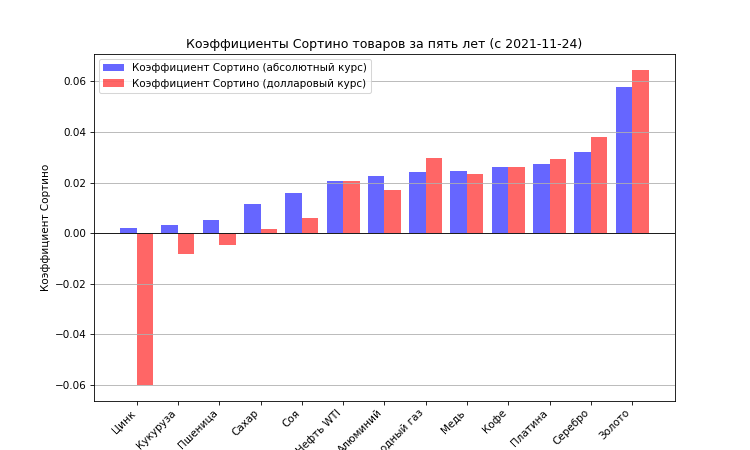 Коэффициенты Сортино товаров за пять лет (с 2021-11-24)
Коэффициент Сортино (абсолютный курс)
Коэффициент Сортино (долларовый курс)
Коэффициент Сортино
0.06
0.04
0.02
0.00
−0.02
−0.04
−0.06
Цинк
Кукуруза
Пшеница
Сахар
Соя
Нефть WTI
Алюминий
газ
Медь
Кофе
Платина
Серебро
Золото